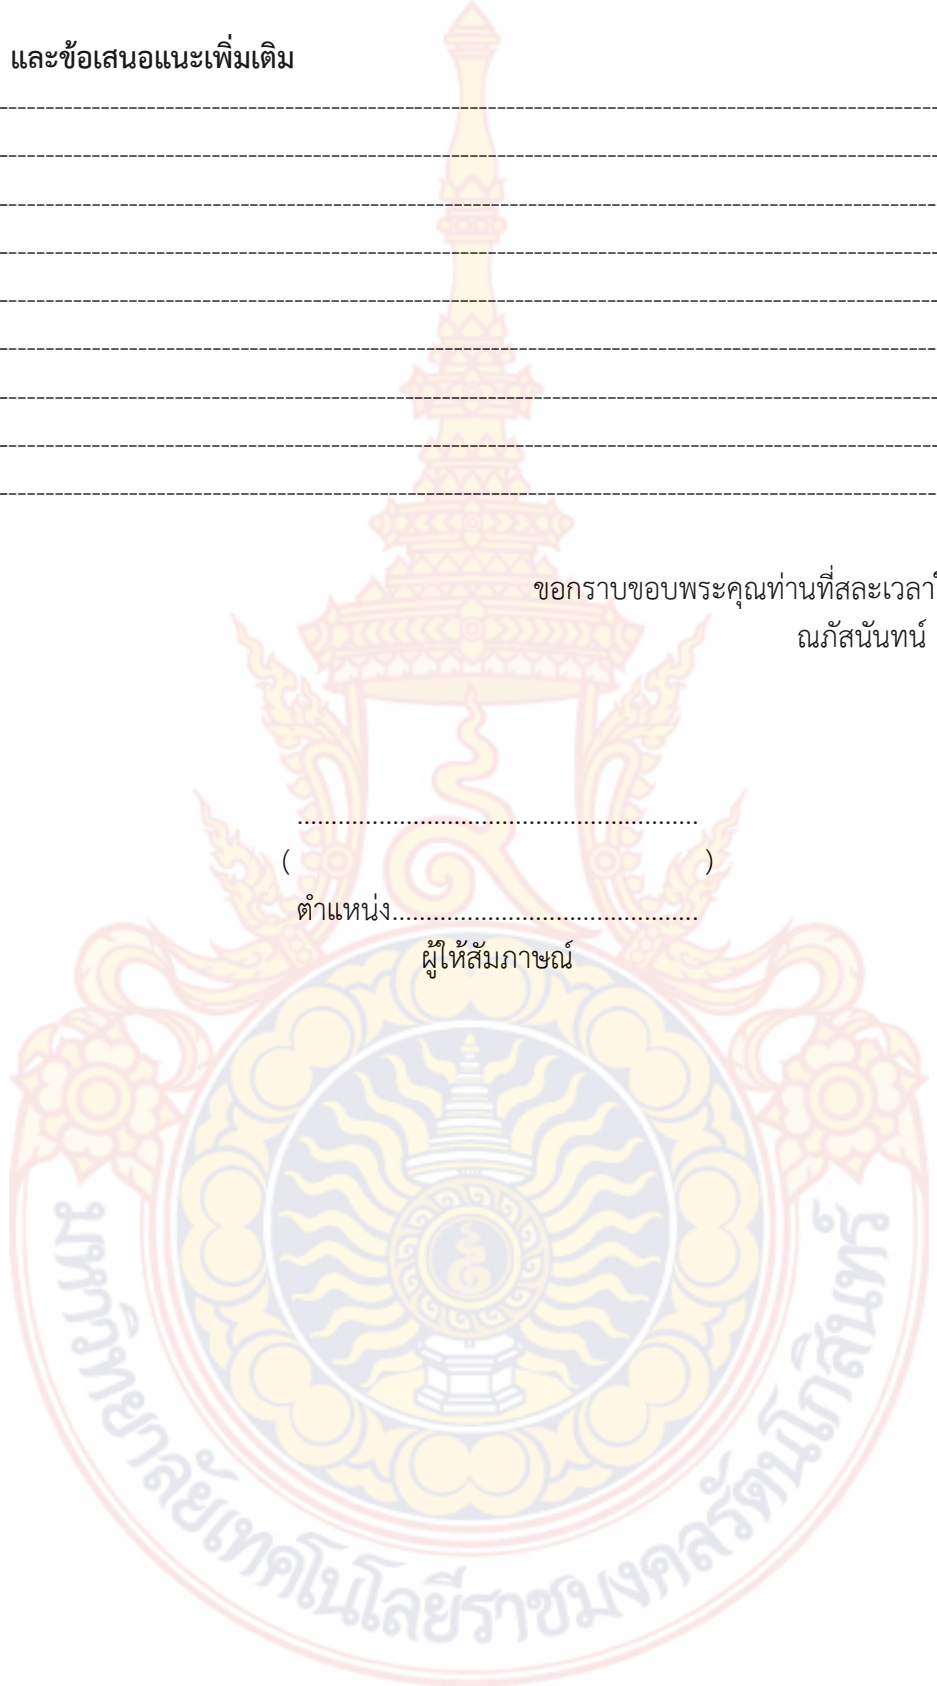 และข้อเสนอแนะเพิ่มเติม
--------------------------------------------------------------------------------
--------------------------------------------------------------------------------
--------------------------------------------------------------------------------
--------------------------------------------------------------------------------
--------------------------------------------------------------------------------
--------------------------------------------------------------------------------
--------------------------------------------------------------------------------
--------------------------------------------------------------------------------
--------------------------------------------------------------------------------
ขอกราบขอบพระคุณท่านที่สละเวลาใ
ณภัสนันทน์
...........................................................
( )
ตำแหน่ง.............................................
ผู้ให้สัมภาษณ์
มหาวิทยาลัยเทคโนโลยีราชมงคลรัตนโกสินทร์